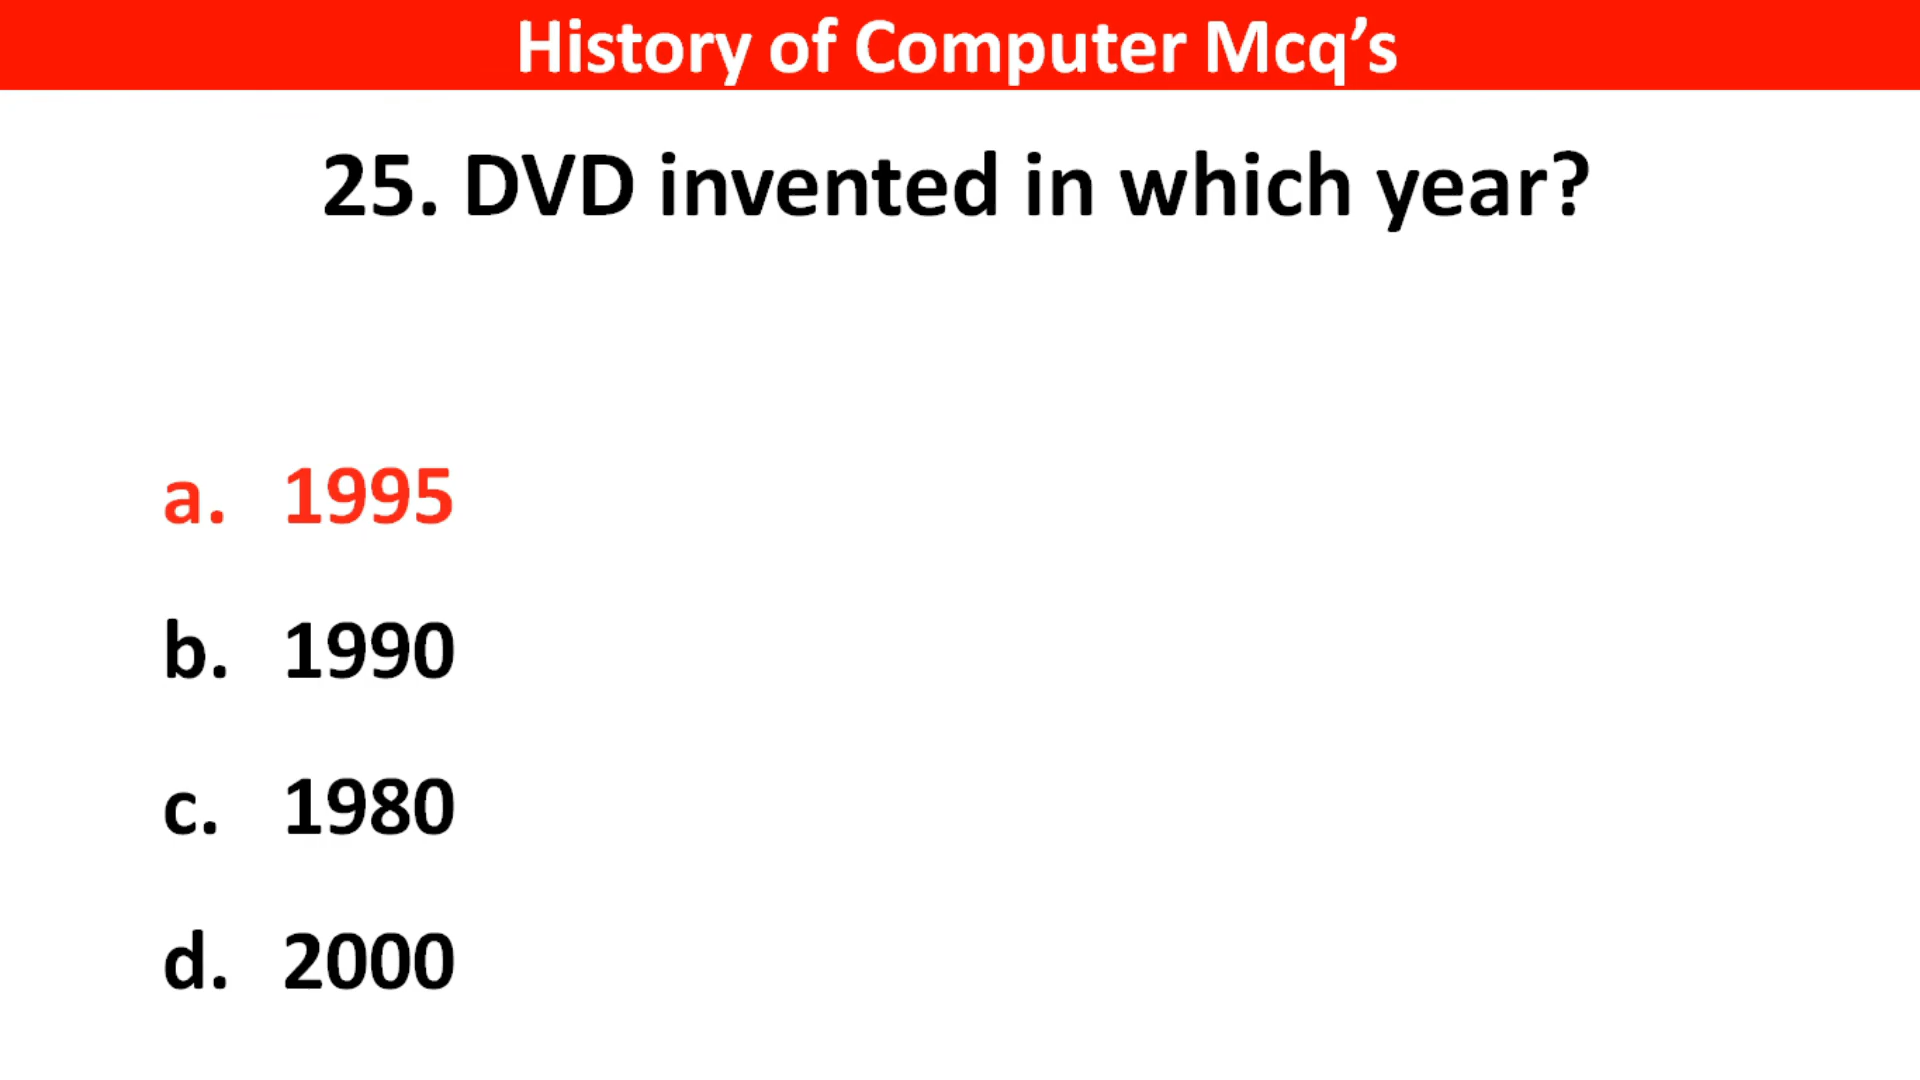 History of Computer Mcq’s
25. DVD invented in which year?
a. 1995
b. 1990
c. 1980
d. 2000